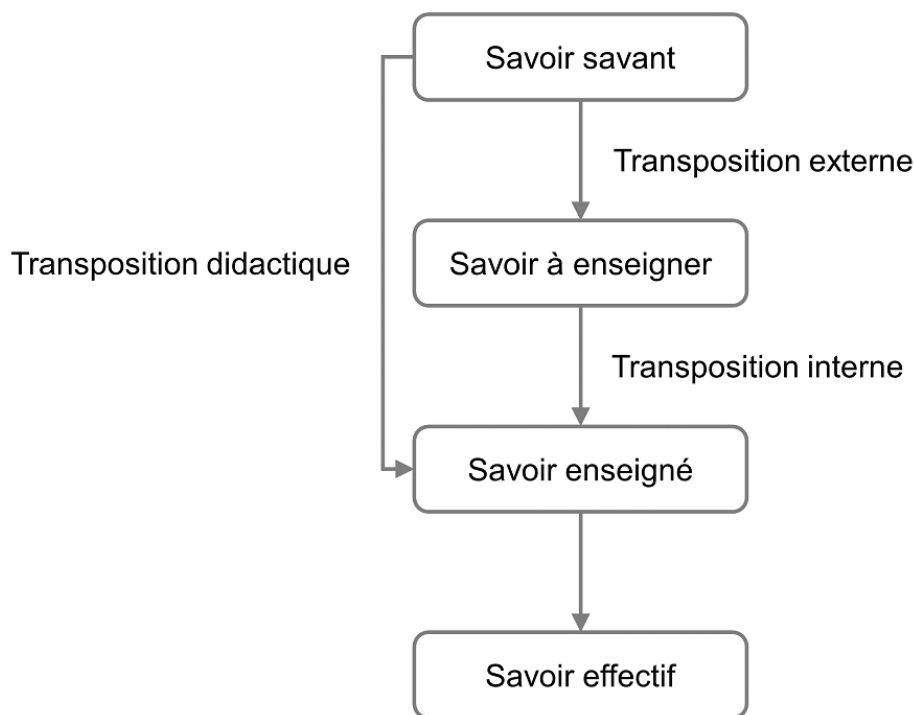 Savoir savant
Transposition externe
Transposition didactique
Savoir à enseigner
Transposition interne
Savoir enseigné
Savoir effectif